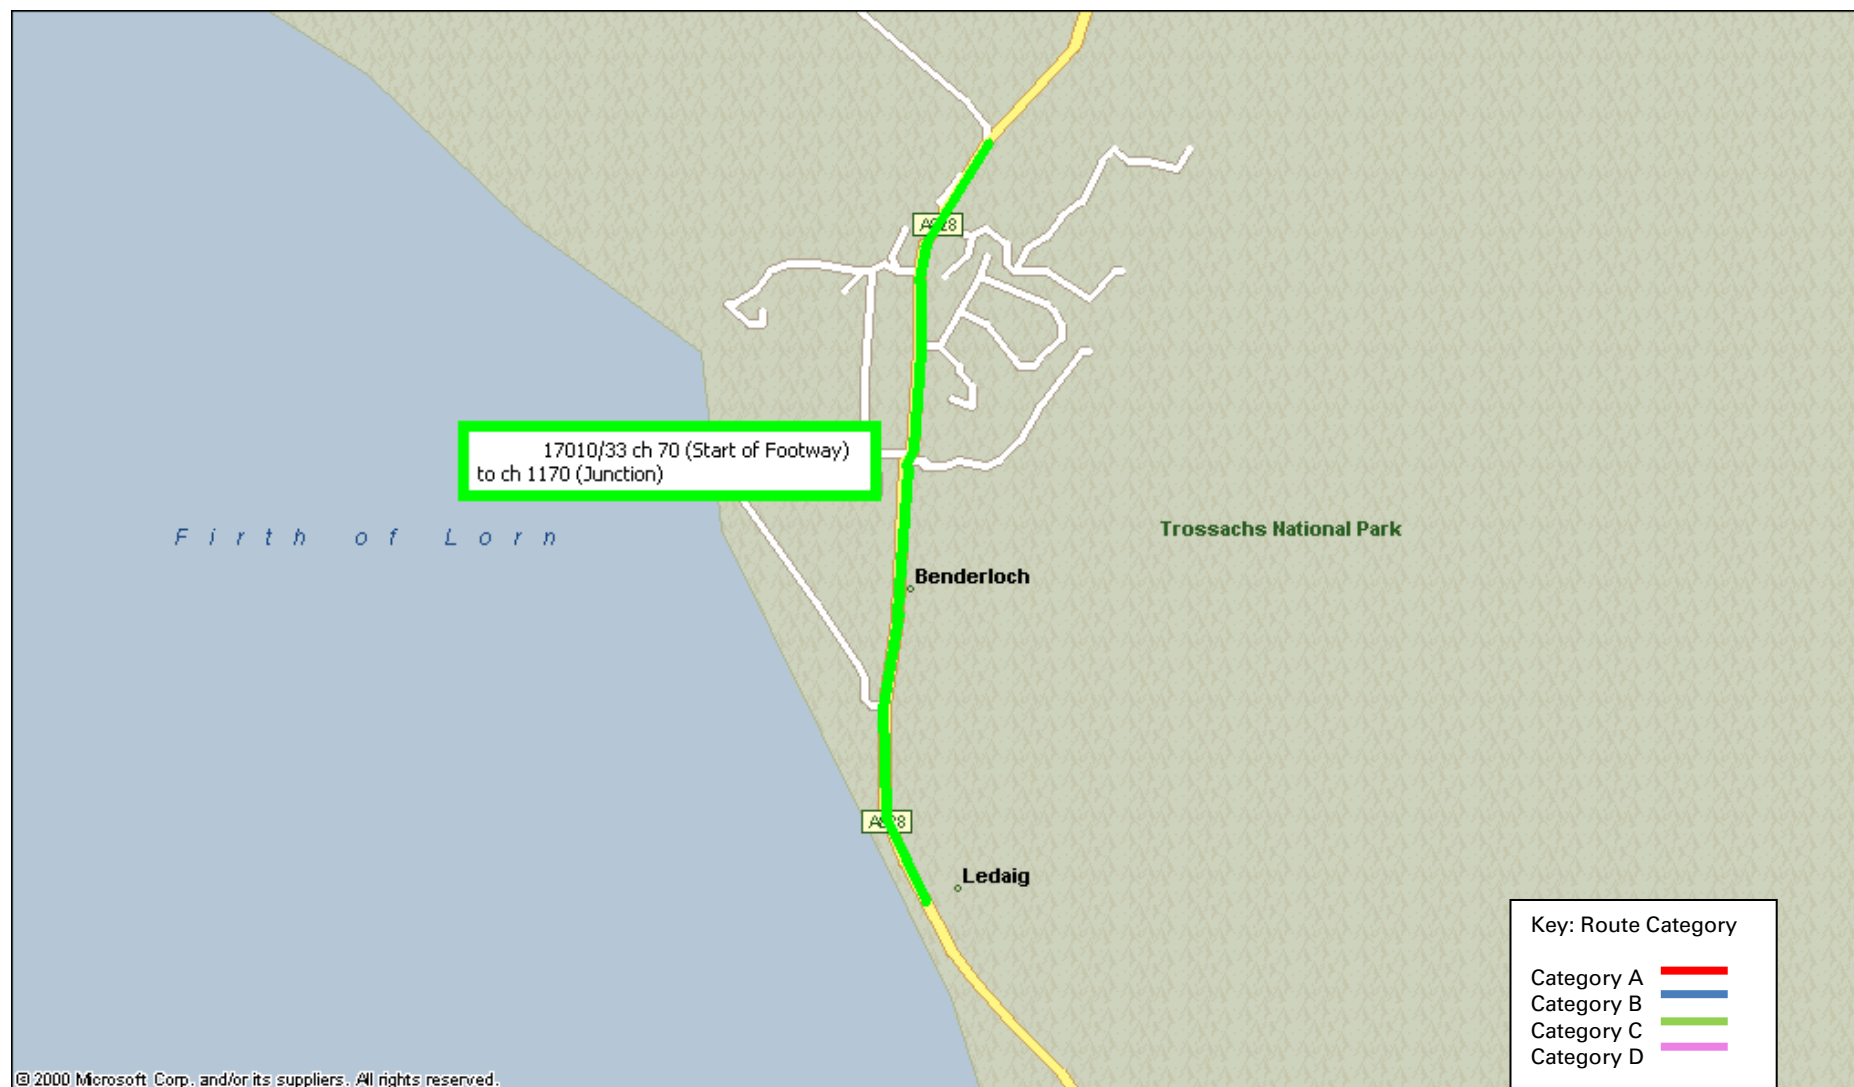 17010/33 ch 70 (Start of Footway)
to ch 1170 (Junction)
Firth of Lorn
Trossachs National Park
Benderloch
Ledaig
Key: Route Category
Category A
Category B
Category C
Category D
© 2000 Microsoft Corp. and/or its suppliers. All rights reserved.